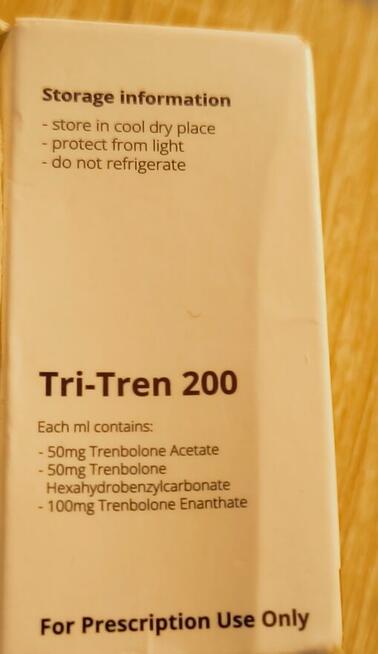 Storage information
- store in cool dry place
- protect from light
- do not refrigerate
Tri-Tren 200
Each ml contains:
- 50mg Trenbolone Acetate
- 50mg Trenbolone
Hexahydrobenzylcarbonate
- 100mg Trenbolone Enanthate
For Prescription Use Only